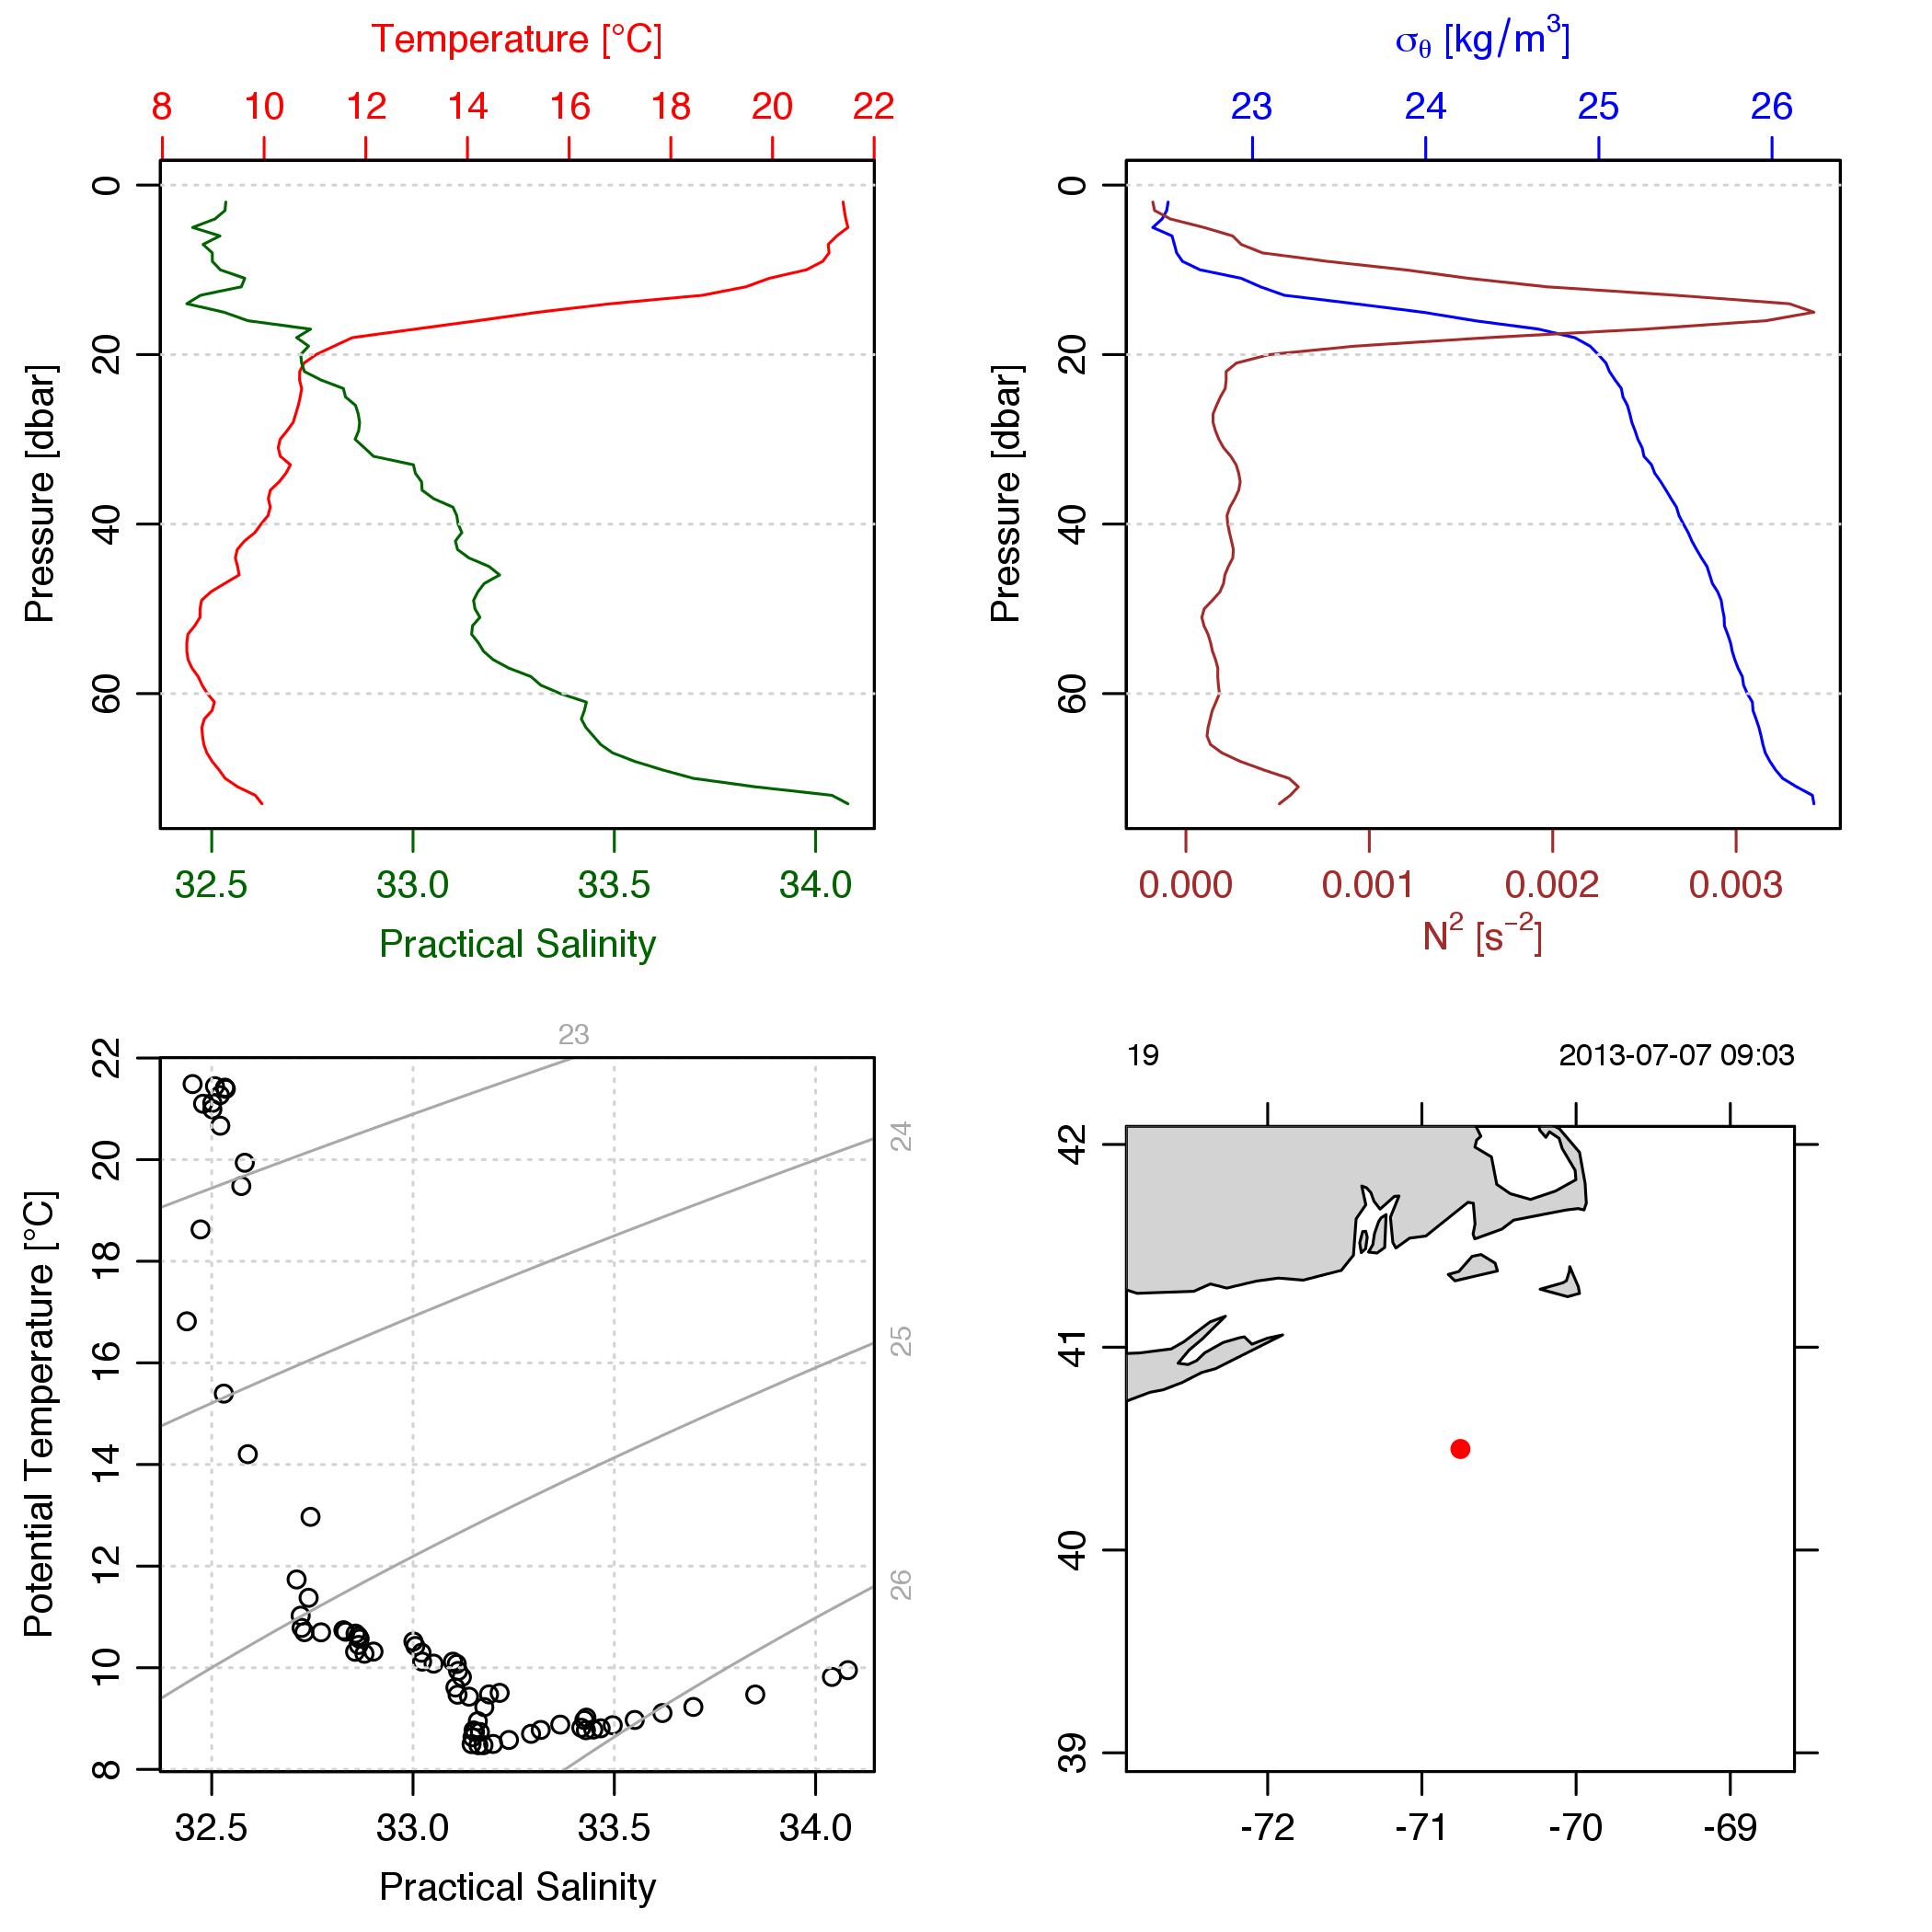 Temperature [°C]
8 10 12 14 16 18 20 22
0
20
40
60
Pressure [dbar]
32.5 33.0 33.5 34.0
Practical Salinity
σθ [kg/m³]
23 24 25 26
0
20
40
60
Pressure [dbar]
0.000 0.001 0.002 0.003
N² [s⁻²]
23
24
25
26
22
20
18
16
14
12
10
8
Potential Temperature [°C]
32.5 33.0 33.5 34.0
Practical Salinity
19 2013-07-07 09:03
42
41
40
39
-72 -71 -70 -69